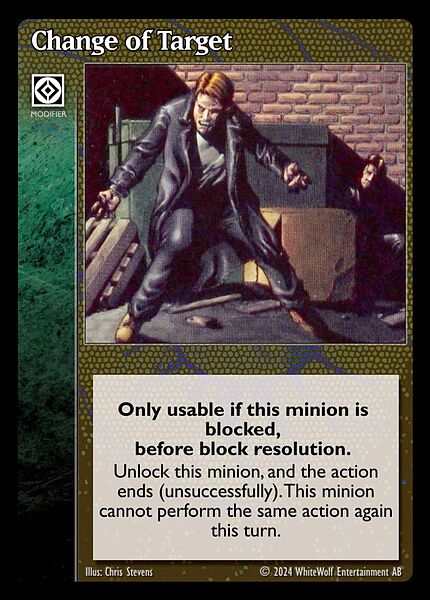 Change of Target
MODIFIER
Only usable if this minion is
blocked,
before block resolution.
Unlock this minion, and the action
ends (unsuccessfully). This minion
cannot perform the same action again
this turn.
Illus: Chris Stevens
© 2024 WhiteWolf Entertainment AB